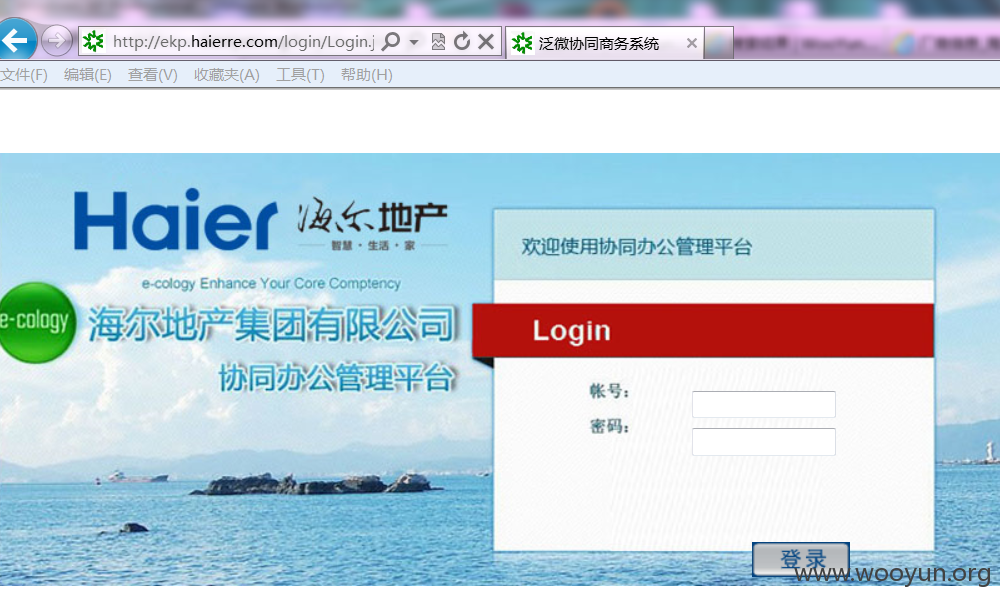 http://ekp.haierre.com/login/Login.j
泛微协同商务系统
文件(F) 编辑(E) 查看(V) 收藏夹(A) 工具(T) 帮助(H)
Haier 海尔地产
智慧·生活·家
欢迎使用协同办公管理平台
e-cology Enhance Your Core Comptency
e-cology
海尔地产集团有限公司
协同办公管理平台
Login
帐号：
密码：
登 录
www.wooyun.org